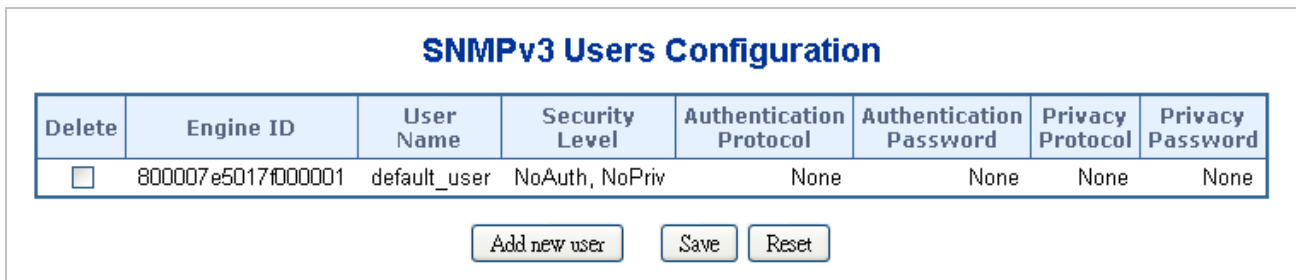 SNMPv3 Users Configuration
Delete Engine ID User Name Security Level Authentication Protocol Authentication Password Privacy Protocol Privacy Password
800007e5017f000001 default_user NoAuth, NoPriv None None None None
Add new user Save Reset